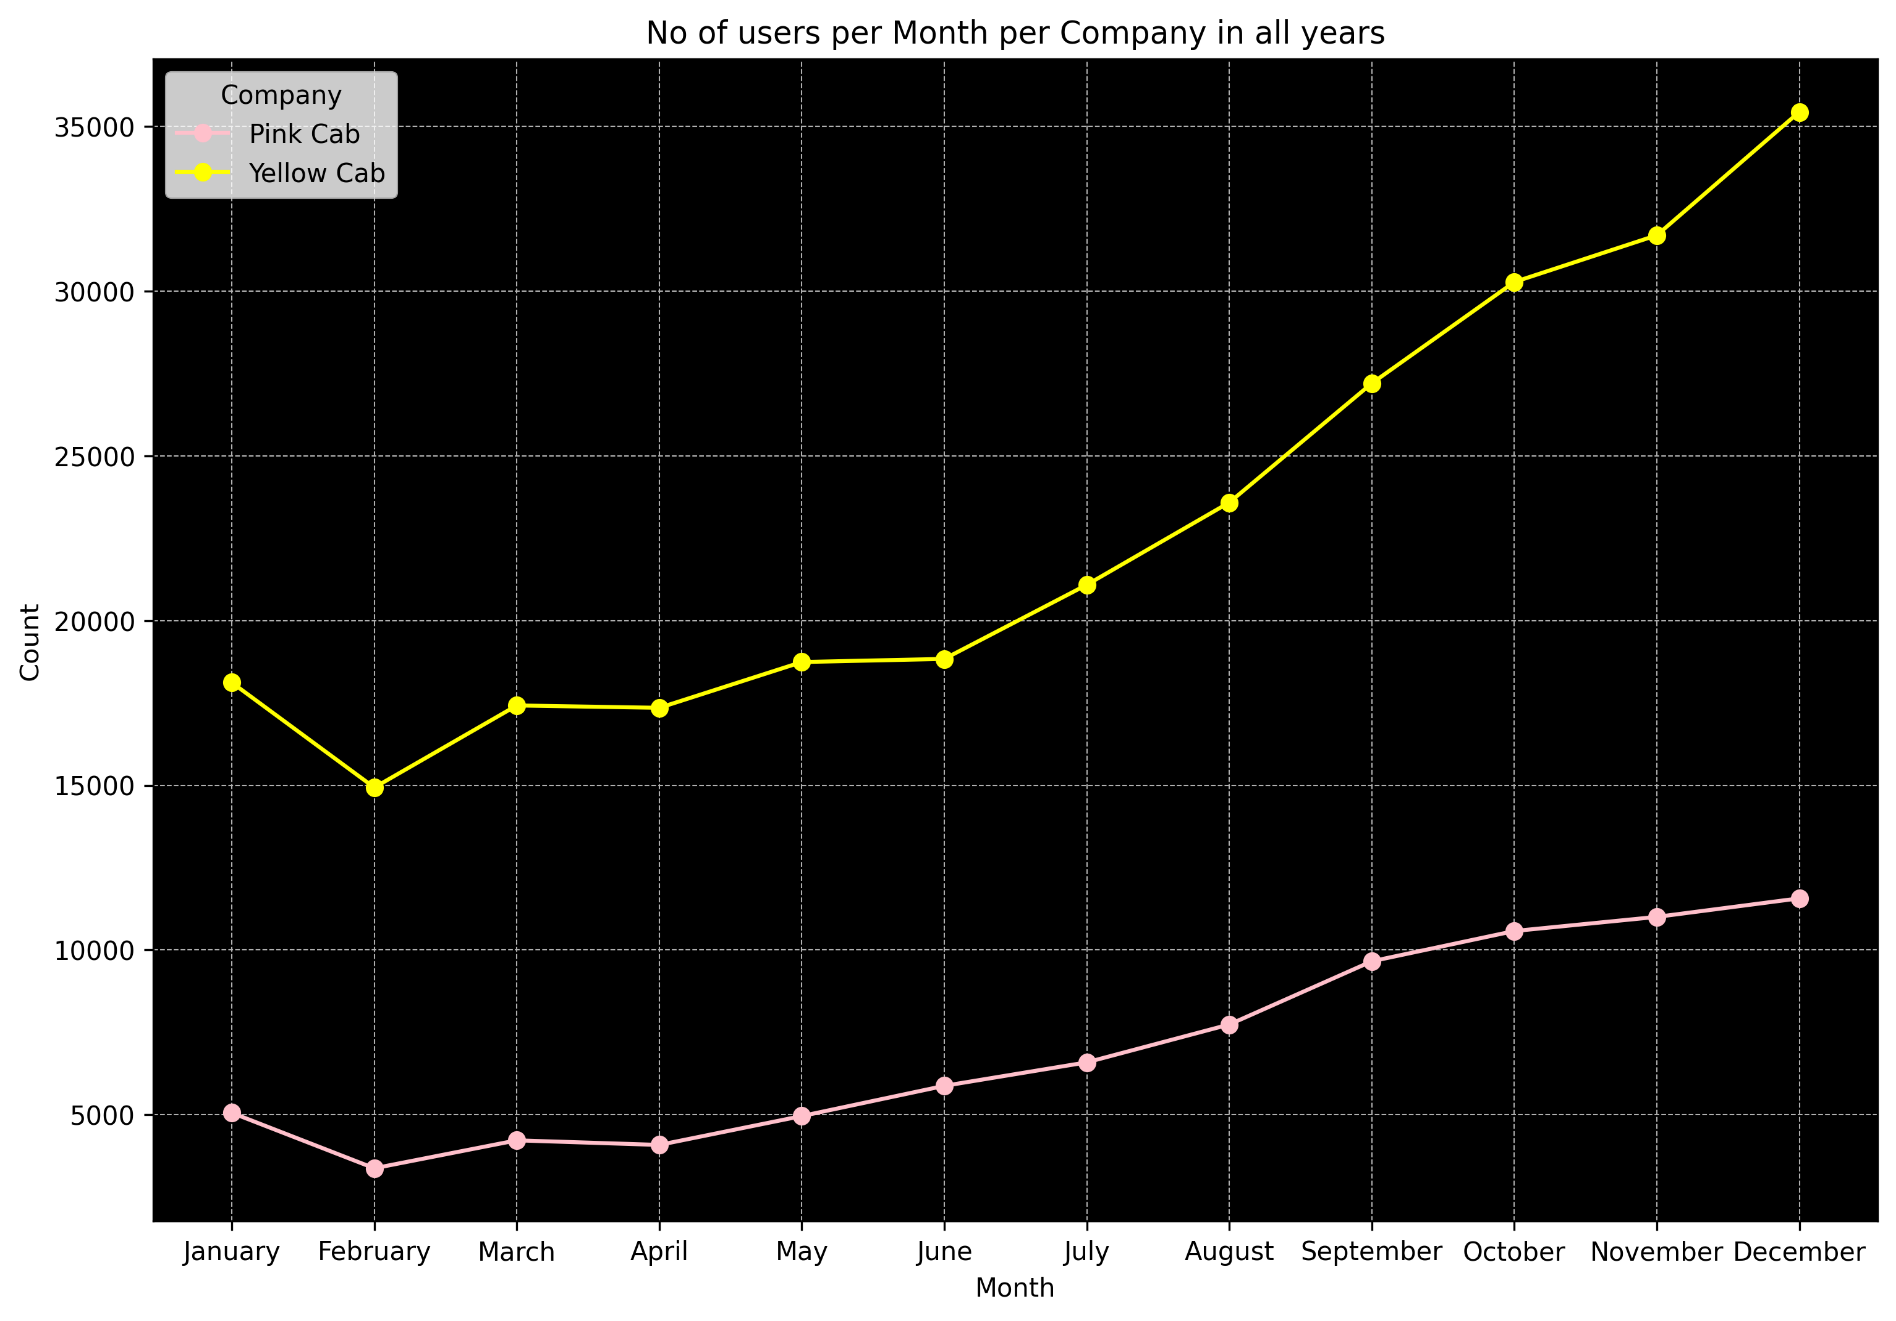 No of users per Month per Company in all years
Company
Pink Cab
Yellow Cab
35000
30000
25000
20000
15000
10000
5000
Count
January February March April May June July August September October November December
Month